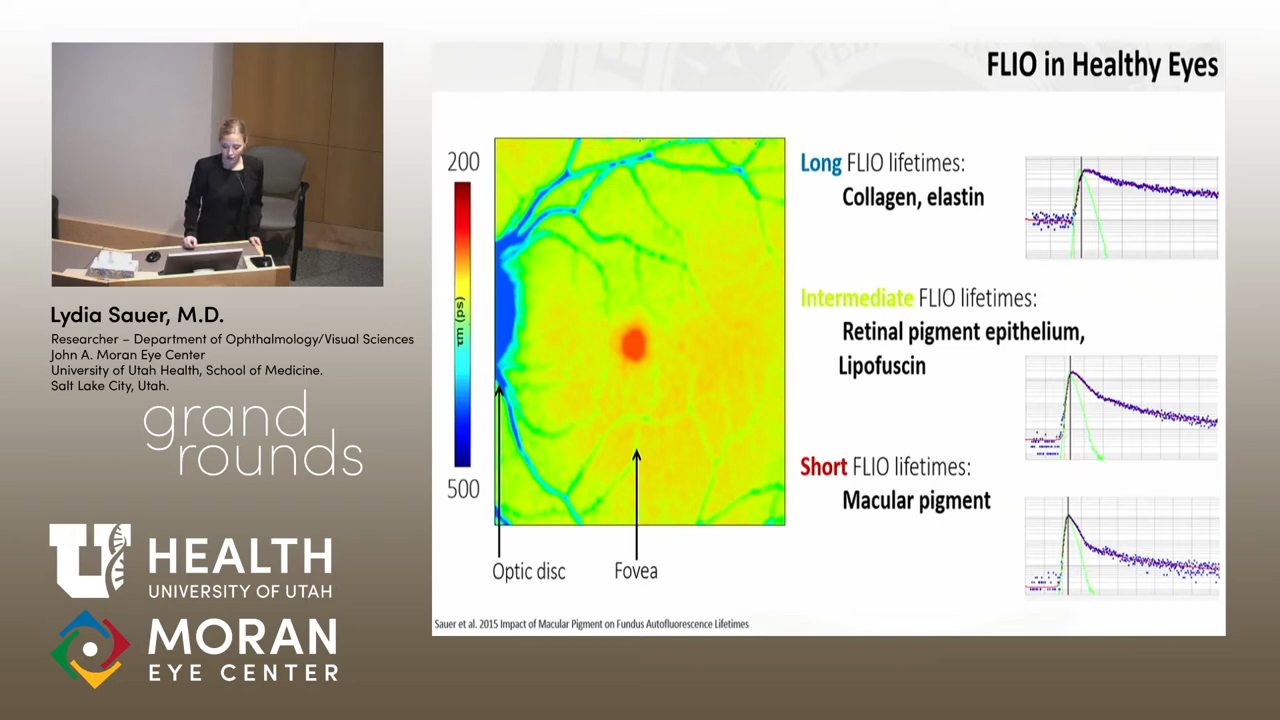 FLIO in Healthy Eyes
200
τm (ps)
500
Optic disc
Fovea
Long FLIO lifetimes:
Collagen, elastin
Intermediate FLIO lifetimes:
Retinal pigment epithelium,
Lipofuscin
Short FLIO lifetimes:
Macular pigment
Sauer et al. 2015 Impact of Macular Pigment on Fundus Autofluorescence Lifetimes
Lydia Sauer, M.D.
Researcher – Department of Ophthalmology/Visual Sciences
John A. Moran Eye Center
University of Utah Health, School of Medicine.
Salt Lake City, Utah.
grand
rounds
U HEALTH
UNIVERSITY OF UTAH
MORAN
EYE CENTER